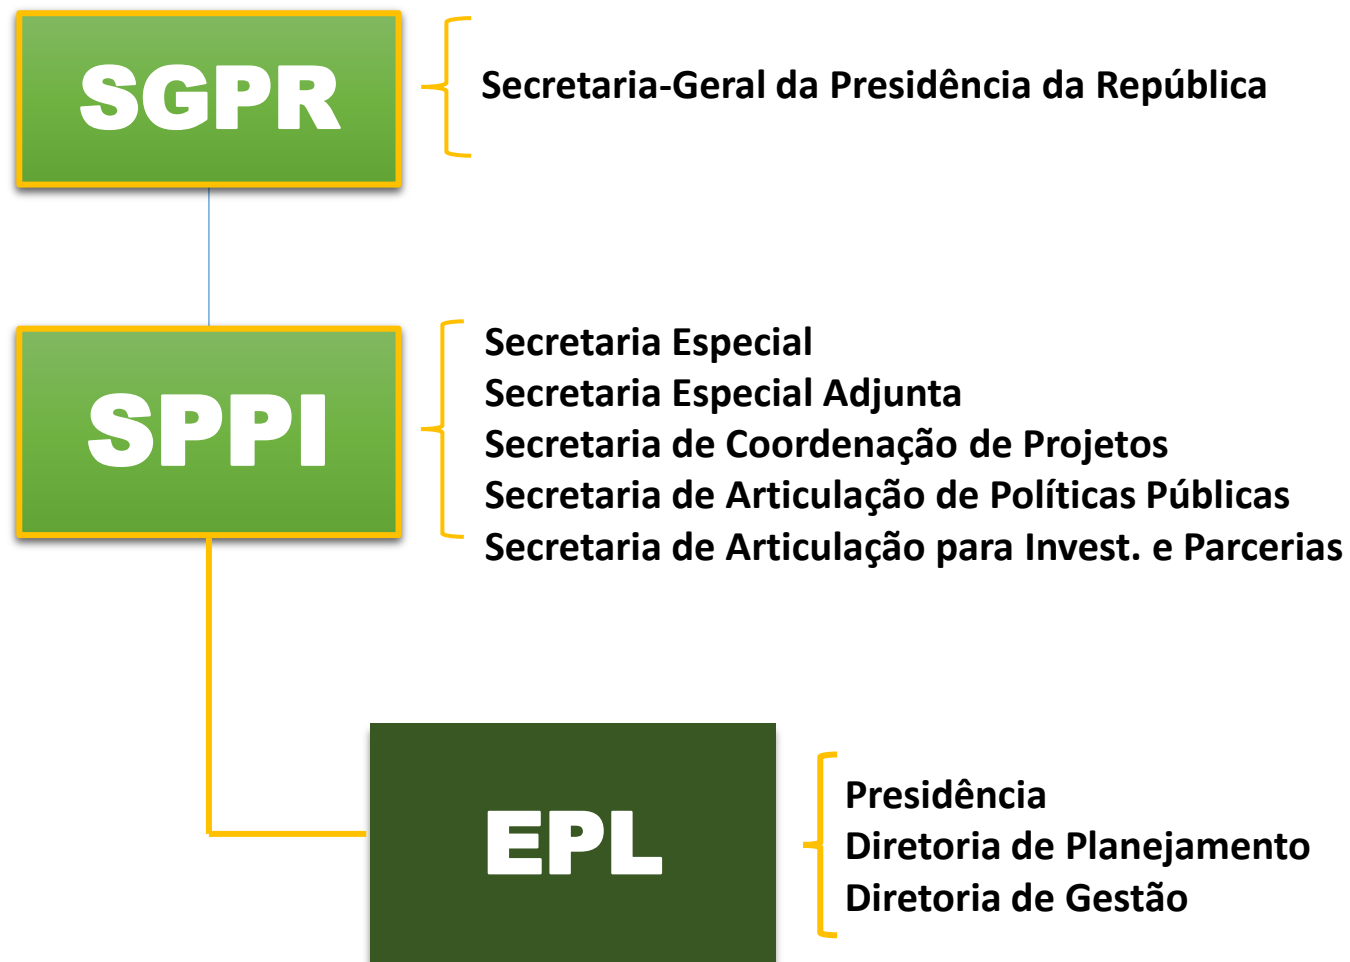 SGPR
Secretaria-Geral da Presidência da República
SPPI
Secretaria Especial
Secretaria Especial Adjunta
Secretaria de Coordenação de Projetos
Secretaria de Articulação de Políticas Públicas
Secretaria de Articulação para Invest. e Parcerias
EPL
Presidência
Diretoria de Planejamento
Diretoria de Gestão